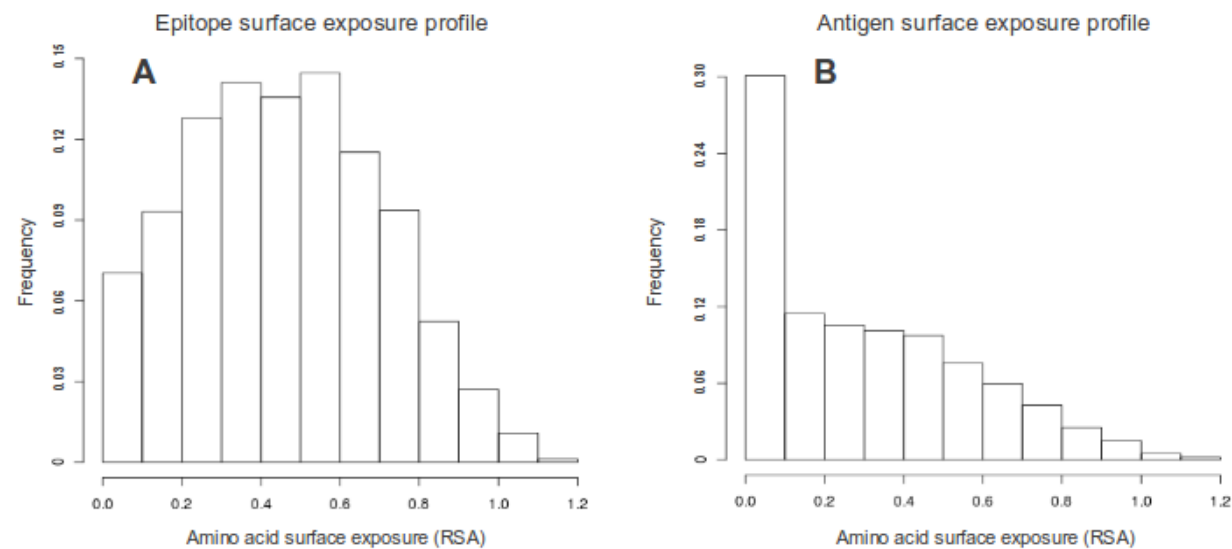 Epitope surface exposure profile
A
Frequency
0.15
0.12
0.09
0.06
0.03
0
0.0 0.2 0.4 0.6 0.8 1.0 1.2
Amino acid surface exposure (RSA)
Antigen surface exposure profile
B
Frequency
0.30
0.24
0.18
0.12
0.06
0
0.0 0.2 0.4 0.6 0.8 1.0 1.2
Amino acid surface exposure (RSA)